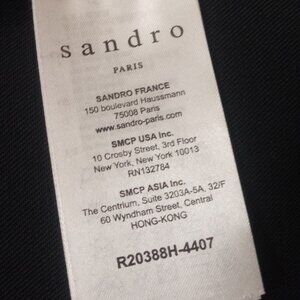 sandro
PARIS
SANDRO FRANCE
150 boulevard Haussmann
75008 Paris
www.sandro-paris.com
SMCP USA Inc.
10 Crosby Street, 3rd Floor
New York, New York 10013
RN132784
SMCP ASIA Inc.
The Centrium, Suite 3203A-5A, 32/F
60 Wyndham Street, Central
HONG-KONG
R20388H-4407